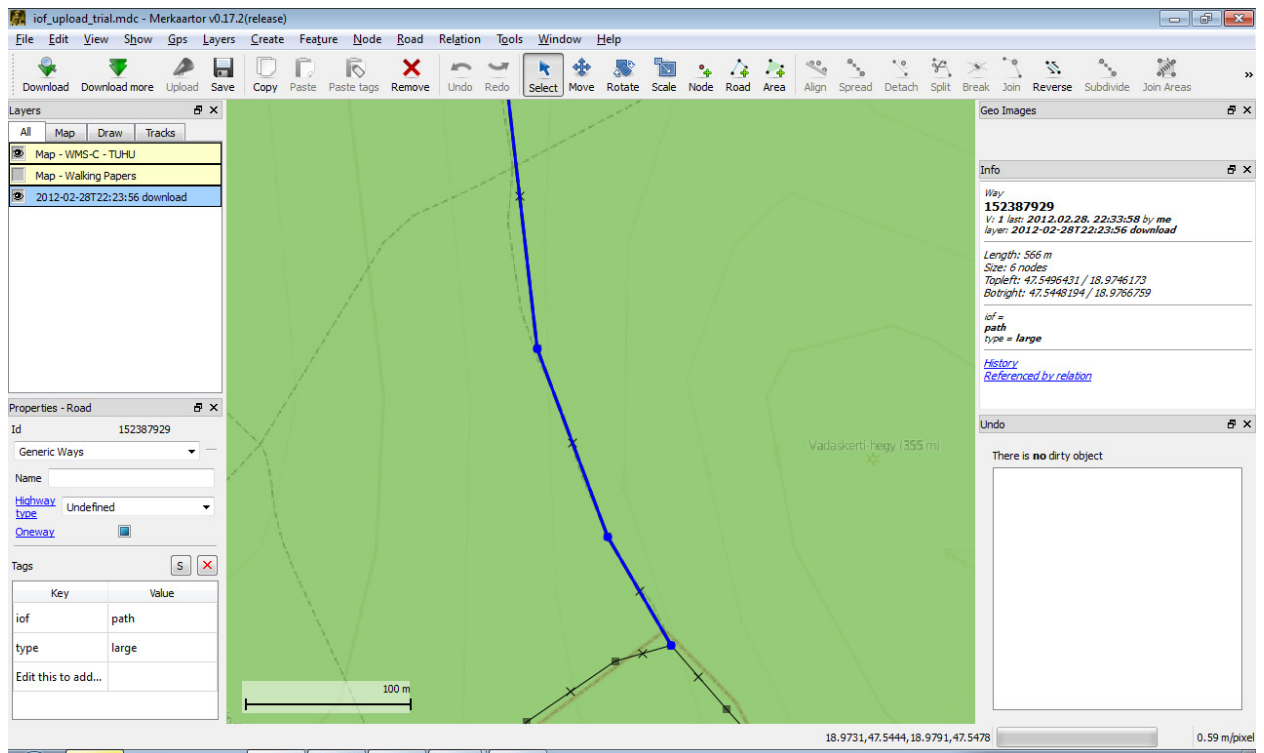 iof_upload_trial.mdc - Merkaartor v0.17.2(release)
File Edit View Show Gps Layers Create Feature Node Road Relation Tools Window Help
Download Download more Upload Save Copy Paste Paste tags Remove Undo Redo Select Move Rotate Scale Node Road Area Align Spread Detach Split Break Join Reverse Subdivide Join Areas »
Layers
All Map Draw Tracks
Map - WMS-C - TUHU
Map - Walking Papers
2012-02-28T22:23:56 download
Properties - Road
Id 152387929
Generic Ways
Name
Highway type Undefined
Oneway
Tags S
Key Value
iof path
type large
Edit this to add...
Vadaskerti-hegy (355 m)
100 m
Geo Images
Info
Way
152387929
V: 1 last: 2012.02.28. 22:33:58 by me
layer: 2012-02-28T22:23:56 download
Length: 566 m
Size: 6 nodes
Topleft: 47.5496431 / 18.9746173
Botright: 47.5448194 / 18.9766759
iof =
path
type = large
History
Referenced by relation
Undo
There is no dirty object
18.9731,47.5444,18.9791,47.5478
0.59 m/pixel